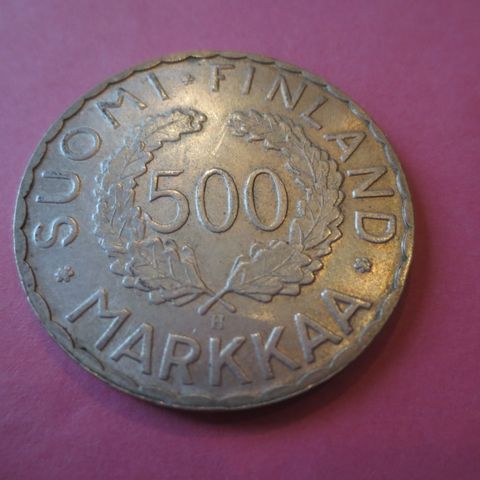 SUOMI * FINLAND
500
H
* MARKKAA *